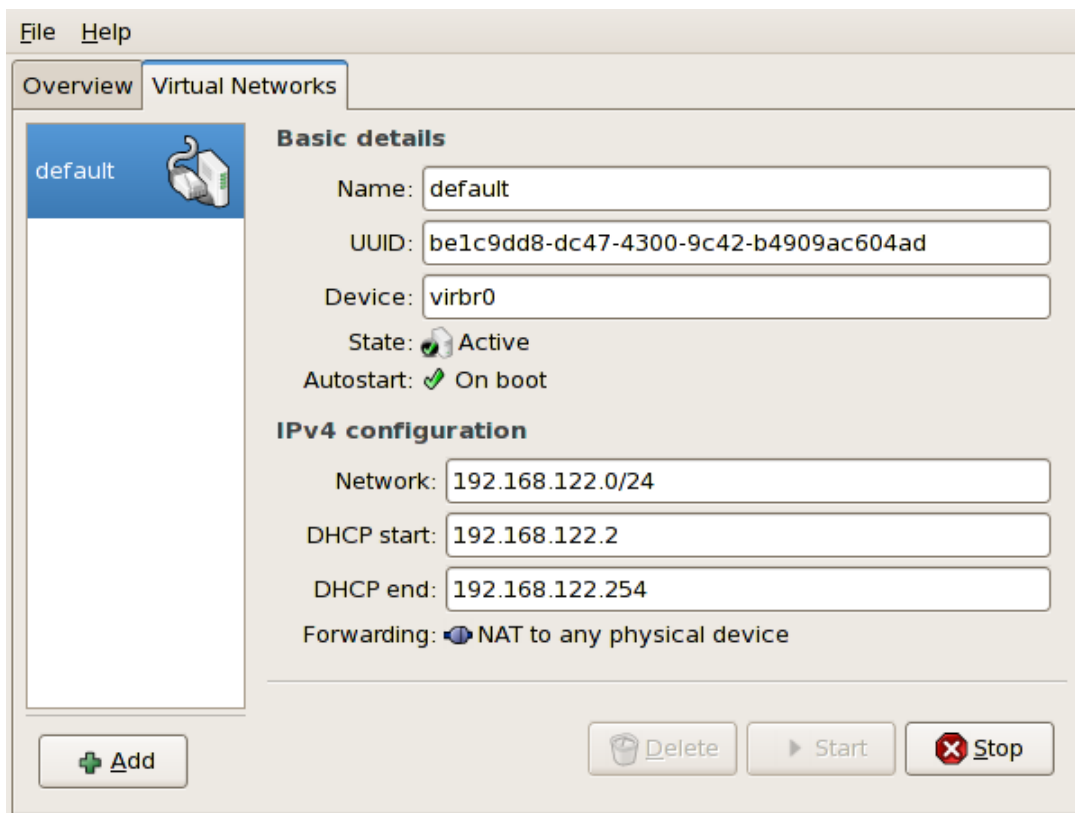 File Help
Overview Virtual Networks
default
Basic details
Name: default
UUID: be1c9dd8-dc47-4300-9c42-b4909ac604ad
Device: virbr0
State: Active
Autostart: On boot
IPv4 configuration
Network: 192.168.122.0/24
DHCP start: 192.168.122.2
DHCP end: 192.168.122.254
Forwarding: NAT to any physical device
Add Delete Start Stop